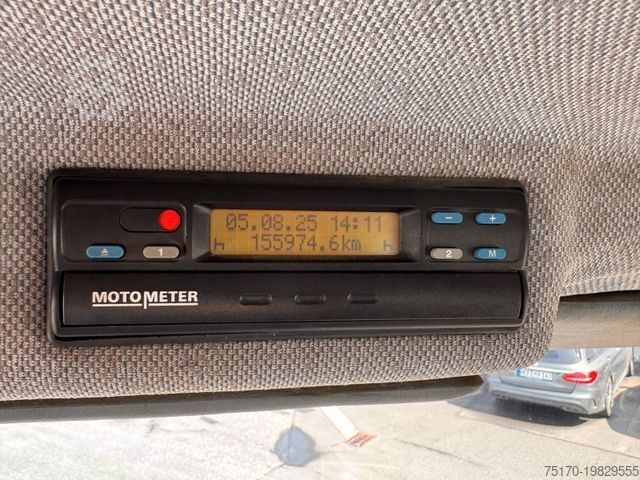 05.08.25 14:11
h 155974.6km h
1
− +
2 M
MOTOMETER
75170-19829555